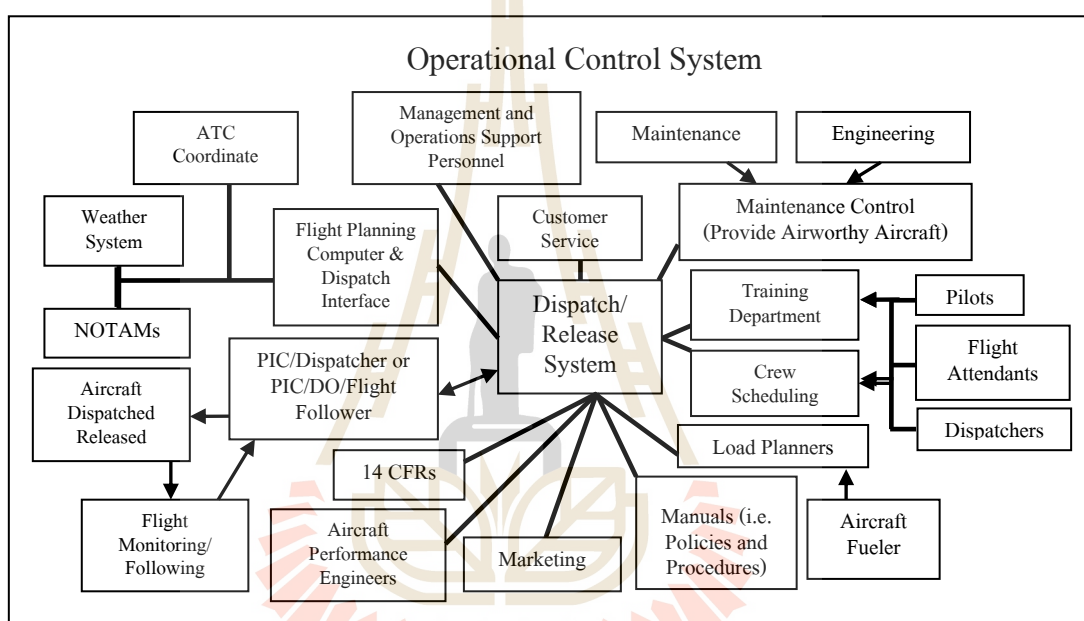 Operational Control System
ATC
Coordinate
Management and
Operations Support
Personnel
Maintenance
Engineering
Weather
System
Flight Planning
Computer &
Dispatch
Interface
Customer
Service
Maintenance Control
(Provide Airworthy Aircraft)
NOTAMs
Dispatch/
Release
System
Training
Department
Pilots
Flight
Attendants
Crew
Scheduling
Dispatchers
Aircraft
Dispatched
Released
PIC/Dispatcher or
PIC/DO/Flight
Follower
14 CFRs
Load Planners
Flight
Monitoring/
Following
Aircraft
Performance
Engineers
Marketing
Manuals (i.e.
Policies and
Procedures)
Aircraft
Fueler